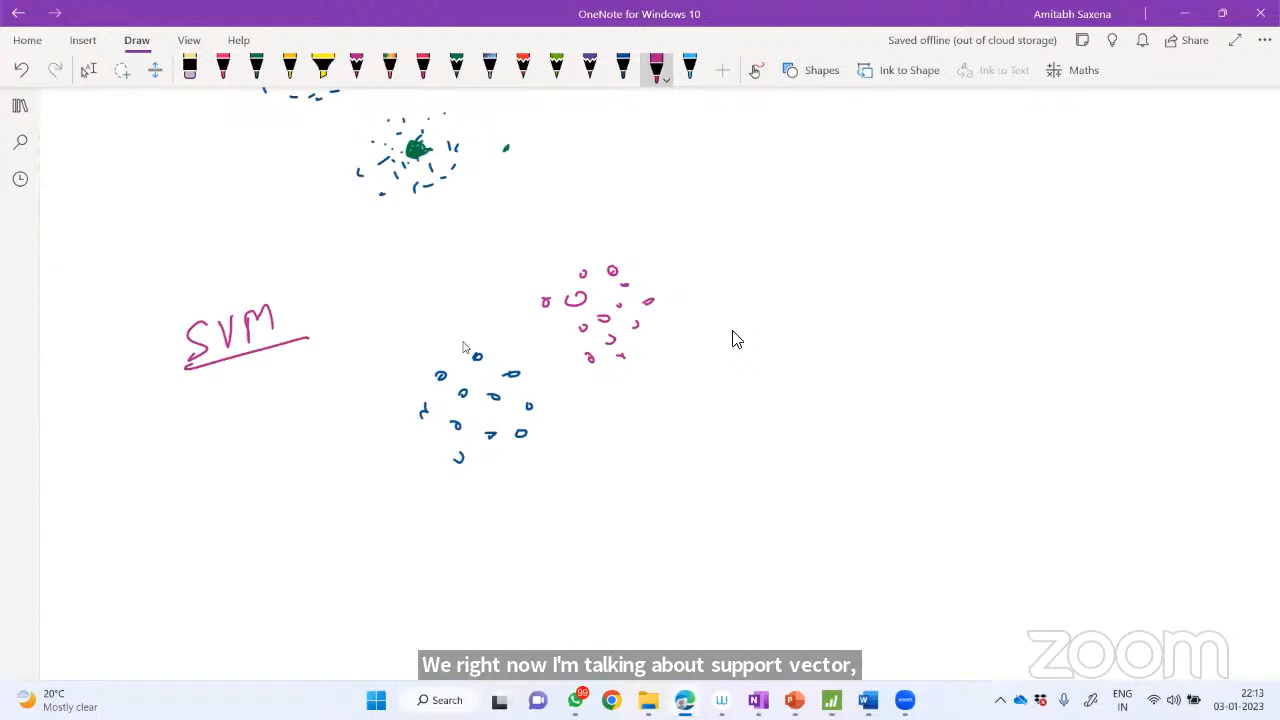 OneNote for Windows 10
Amitabh Saxena
Home Insert Draw View Help
Saved offline (out of cloud storage)
Share
Shapes
Ink to Shape
Ink to Text
Maths
SVM
We right now I'm talking about support vector,
zoom
20°C
Mostly clear
Search
99
ENG
IN
22:13
03-01-2023